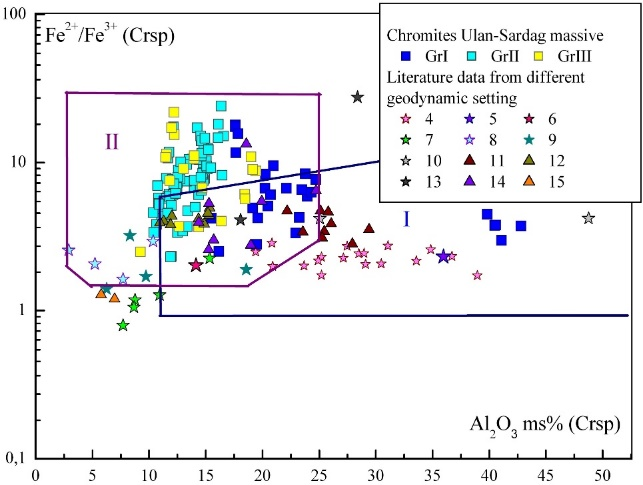 100
Fe2+/Fe3+ (Crsp)
Chromites Ulan-Sardag massive
GrI GrII GrIII
Literature data from different
geodynamic setting
4 5 6
7 8 9
10 11 12
13 14 15
II
10
I
1
Al2O3 ms% (Crsp)
0,1
0 5 10 15 20 25 30 35 40 45 50